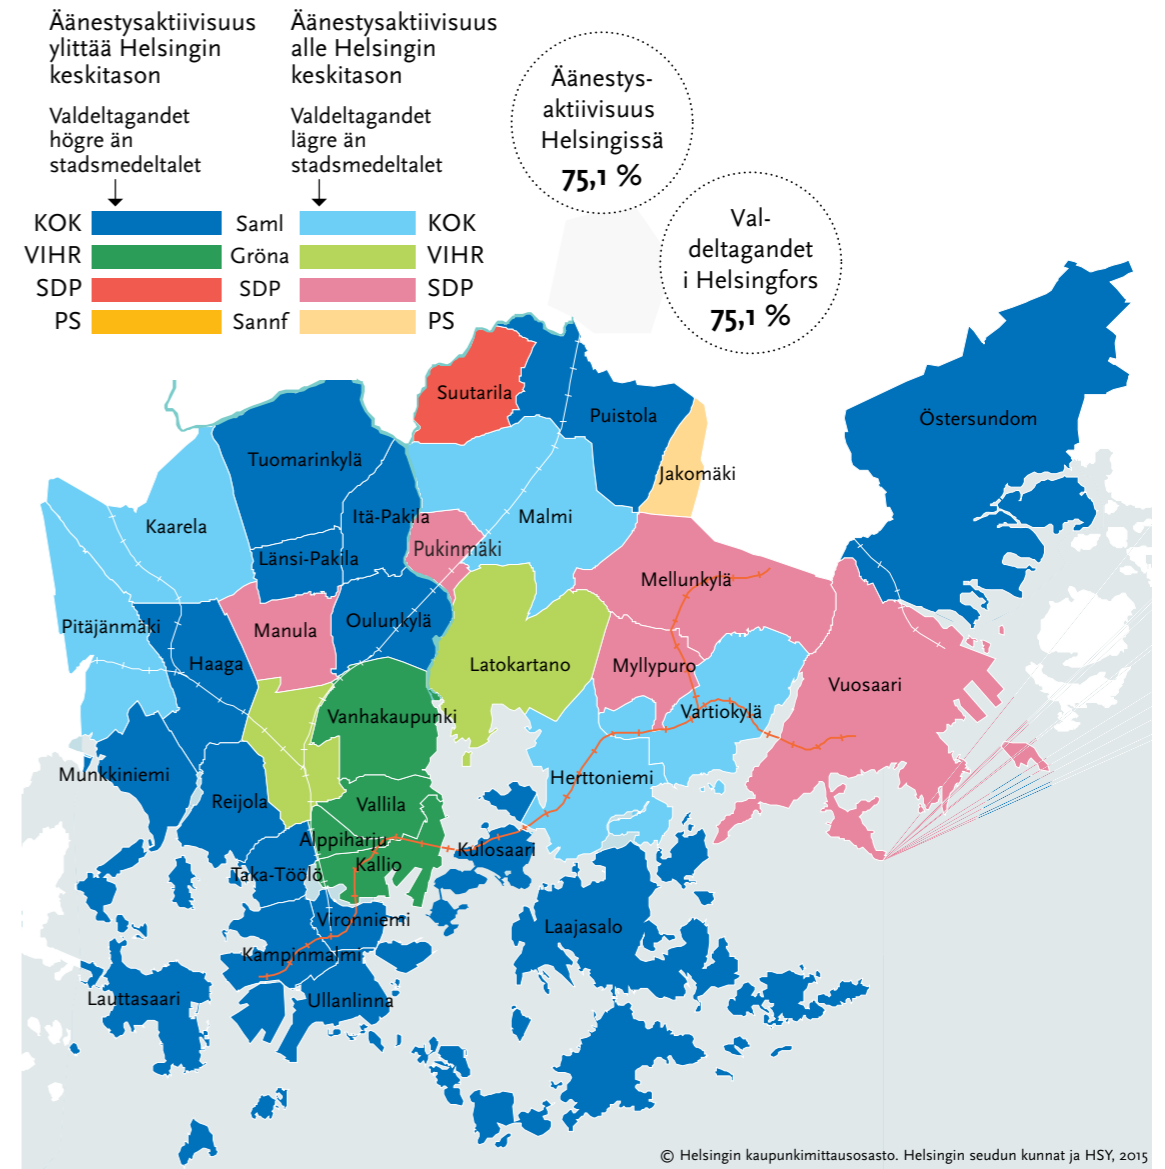 Äänestysaktiivisuus
ylittää Helsingin
keskitason
Valdeltagandet
högre än
stadsmedeltalet
Äänestysaktiivisuus
alle Helsingin
keskitason
Valdeltagandet
lägre än
stadsmedeltalet
KOK Saml KOK
VIHR Gröna VIHR
SDP SDP SDP
PS Sannf PS
Äänestys-
aktiivisuus
Helsingissä
75,1 %
Val-
deltagandet
i Helsingfors
75,1 %
Suutarila
Puistola
Östersundom
Tuomarinkylä
Jakomäki
Itä-Pakila
Malmi
Kaarela
Pukinmäki
Länsi-Pakila
Mellunkylä
Pitäjänmäki
Manula
Oulunkylä
Haaga
Latokartano
Myllypuro
Vuosaari
Vanhakaupunki
Vartiokylä
Munkkiniemi
Herttoniemi
Reijola
Vallila
Alppiharju
Kulosaari
Kallio
Taka-Töölö
Vironniemi
Laajasalo
Kampinmalmi
Lauttasaari
Ullanlinna
© Helsingin kaupunkimittausosasto. Helsingin seudun kunnat ja HSY, 2015